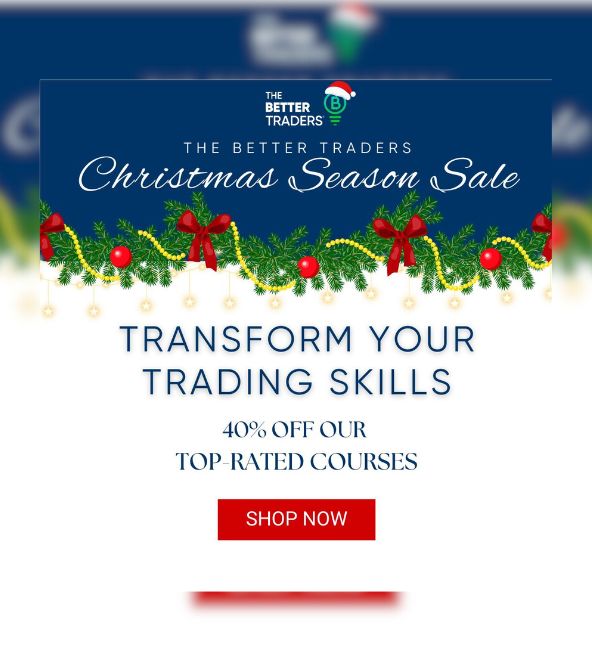 THE
BETTER
TRADERS
B
THE BETTER TRADERS
Christmas Season Sale
TRANSFORM YOUR
TRADING SKILLS
40% OFF OUR
TOP-RATED COURSES
SHOP NOW